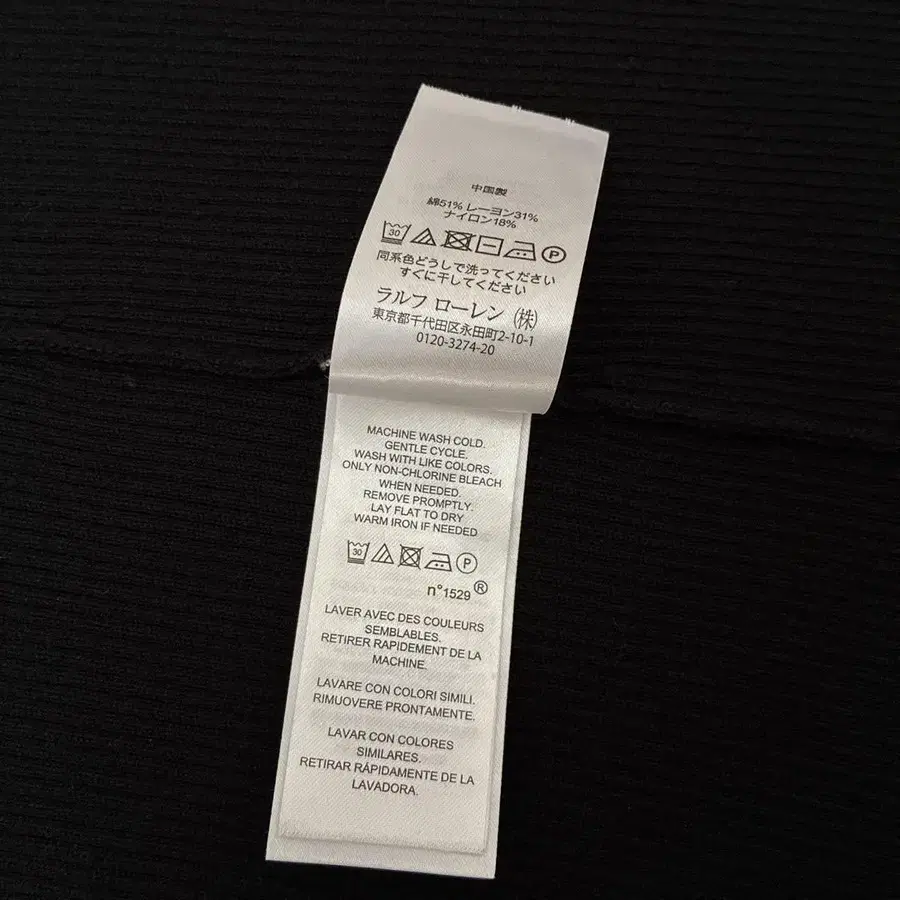 中国製
綿51% レーヨン31%
ナイロン18%
30
P
同系色どうしで洗ってください
すぐに干してください
ラルフ ローレン (株)
東京都千代田区永田町2-10-1
0120-3274-20
MACHINE WASH COLD.
GENTLE CYCLE.
WASH WITH LIKE COLORS.
ONLY NON-CHLORINE BLEACH
WHEN NEEDED.
REMOVE PROMPTLY.
LAY FLAT TO DRY
WARM IRON IF NEEDED
30
P
n°1529®
LAVER AVEC DES COULEURS
SEMBLABLES.
RETIRER RAPIDEMENT DE LA
MACHINE.
LAVARE CON COLORI SIMILI.
RIMUOVERE PRONTAMENTE.
LAVAR CON COLORES
SIMILARES.
RETIRAR RÁPIDAMENTE DE LA
LAVADORA.